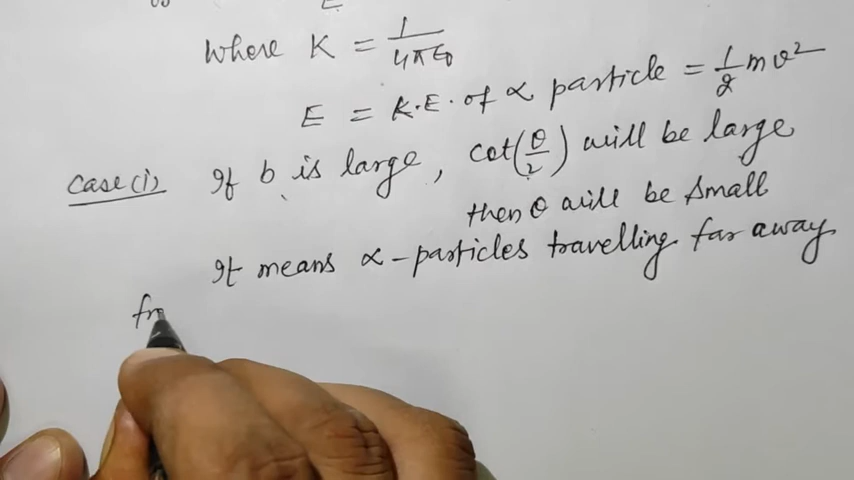 E
Where K = 1/4πε0
E = K.E. of α particle = 1/2 mv²
Case (i) If b is large, cot(θ/2) will be large
then θ will be small
It means α-particles travelling far away
fr